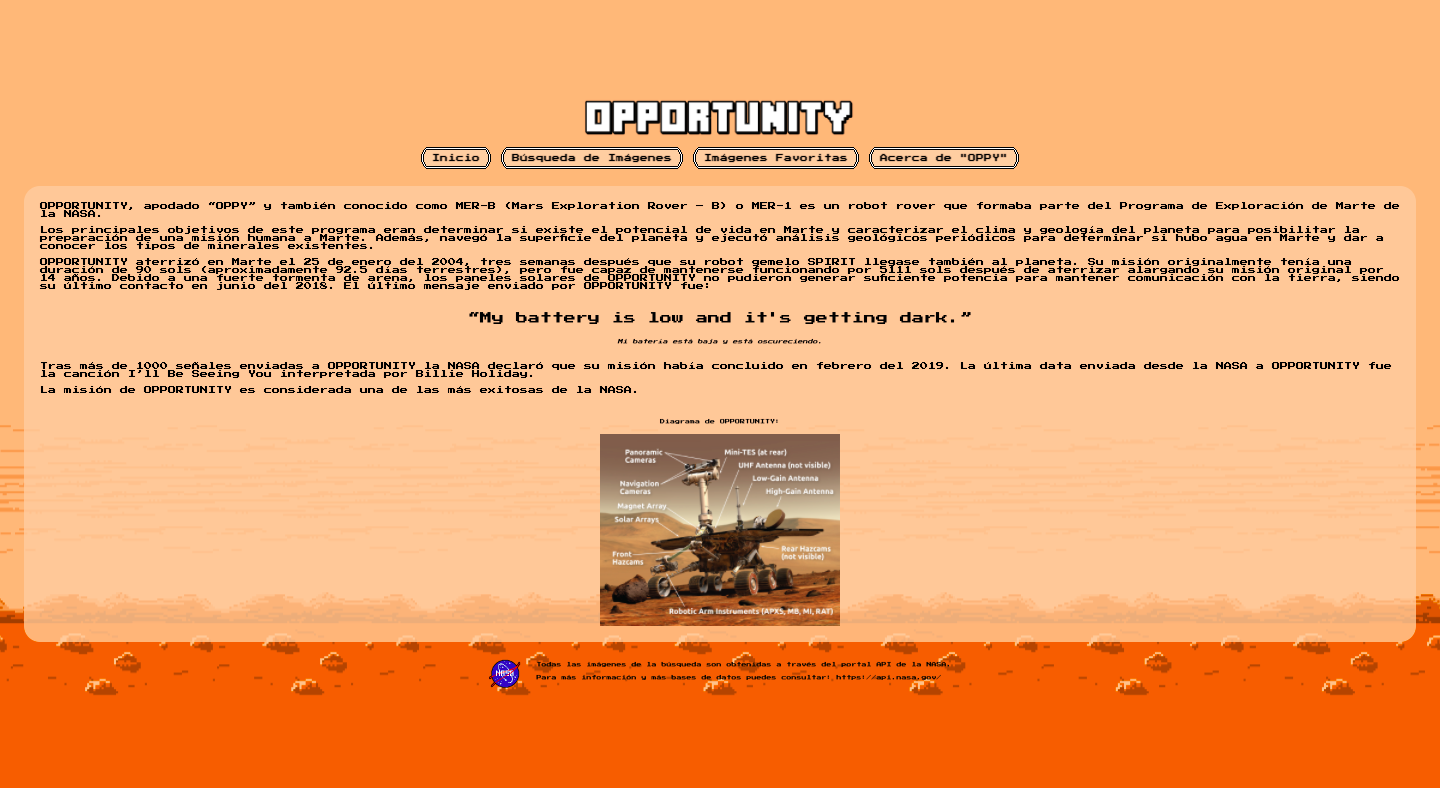 OPPORTUNITY
Inicio
Búsqueda de Imágenes
Imágenes Favoritas
Acerca de "OPPY"
OPPORTUNITY, apodado “OPPY” y también conocido como MER-B (Mars Exploration Rover – B) o MER-1 es un robot rover que formaba parte del Programa de Exploración de Marte de
la NASA.
Los principales objetivos de este programa eran determinar si existe el potencial de vida en Marte y caracterizar el clima y geología del planeta para posibilitar la
preparación de una misión humana a Marte. Además, navegó la superficie del planeta y ejecutó análisis geológicos periódicos para determinar si hubo agua en Marte y dar a
conocer los tipos de minerales existentes.
OPPORTUNITY aterrizó en Marte el 25 de enero del 2004, tres semanas después que su robot gemelo SPIRIT llegase también al planeta. Su misión originalmente tenía una
duración de 90 sols (aproximadamente 92.5 días terrestres), pero fue capaz de mantenerse funcionando por 5111 sols después de aterrizar alargando su misión original por
14 años. Debido a una fuerte tormenta de arena, los paneles solares de OPPORTUNITY no pudieron generar suficiente potencia para mantener comunicación con la tierra, siendo
su último contacto en junio del 2018. El último mensaje enviado por OPPORTUNITY fue:
“My battery is low and it's getting dark.”
Mi batería está baja y está oscureciendo.
Tras más de 1000 señales enviadas a OPPORTUNITY la NASA declaró que su misión había concluido en febrero del 2019. La última data enviada desde la NASA a OPPORTUNITY fue
la canción I’ll Be Seeing You interpretada por Billie Holiday.
La misión de OPPORTUNITY es considerada una de las más exitosas de la NASA.
Diagrama de OPPORTUNITY:
Panoramic
Cameras
Mini-TES (at rear)
UHF Antenna (not visible)
Low-Gain Antenna
High-Gain Antenna
Navigation
Cameras
Magnet Array
Solar Arrays
Front
Hazcams
Rear Hazcams
(not visible)
Robotic Arm Instruments (APXS, MB, MI, RAT)
NASA
Todas las imágenes de la búsqueda son obtenidas a través del portal API de la NASA.
Para más información y más bases de datos puedes consultar: https://api.nasa.gov/